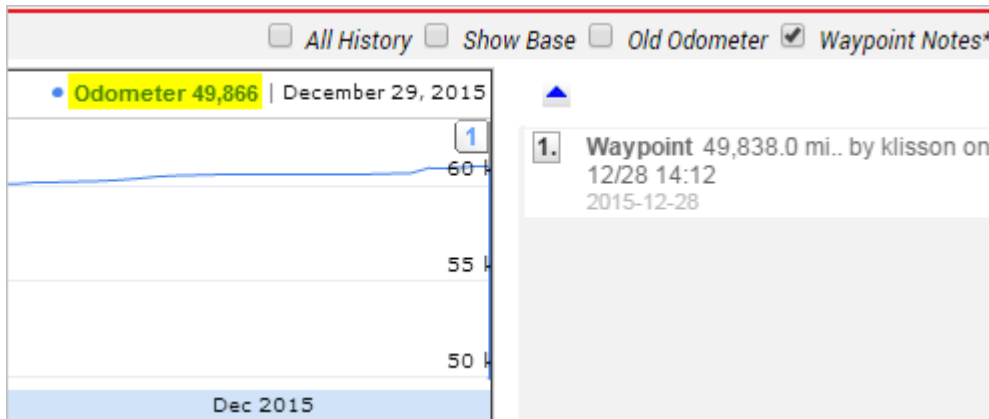 All History Show Base Old Odometer Waypoint Notes*
Odometer 49,866 | December 29, 2015
1
60 k
55 k
50 k
Dec 2015
1. Waypoint 49,838.0 mi.. by klisson on
12/28 14:12
2015-12-28